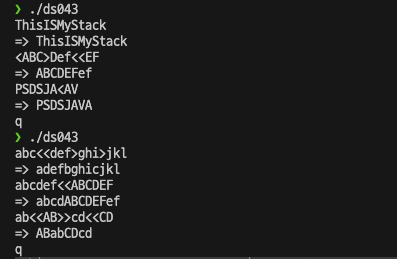 ❯ ./ds043
ThisISMyStack
=> ThisISMyStack
<ABC>Def<<EF
=> ABCDEFef
PSDSJA<AV
=> PSDSJAVA
q
❯ ./ds043
abc<<def>ghi>jkl
=> adefbghicjkl
abcdef<<ABCDEF
=> abcdABCDEFef
ab<<AB>>cd<<CD
=> ABabCDcd
q